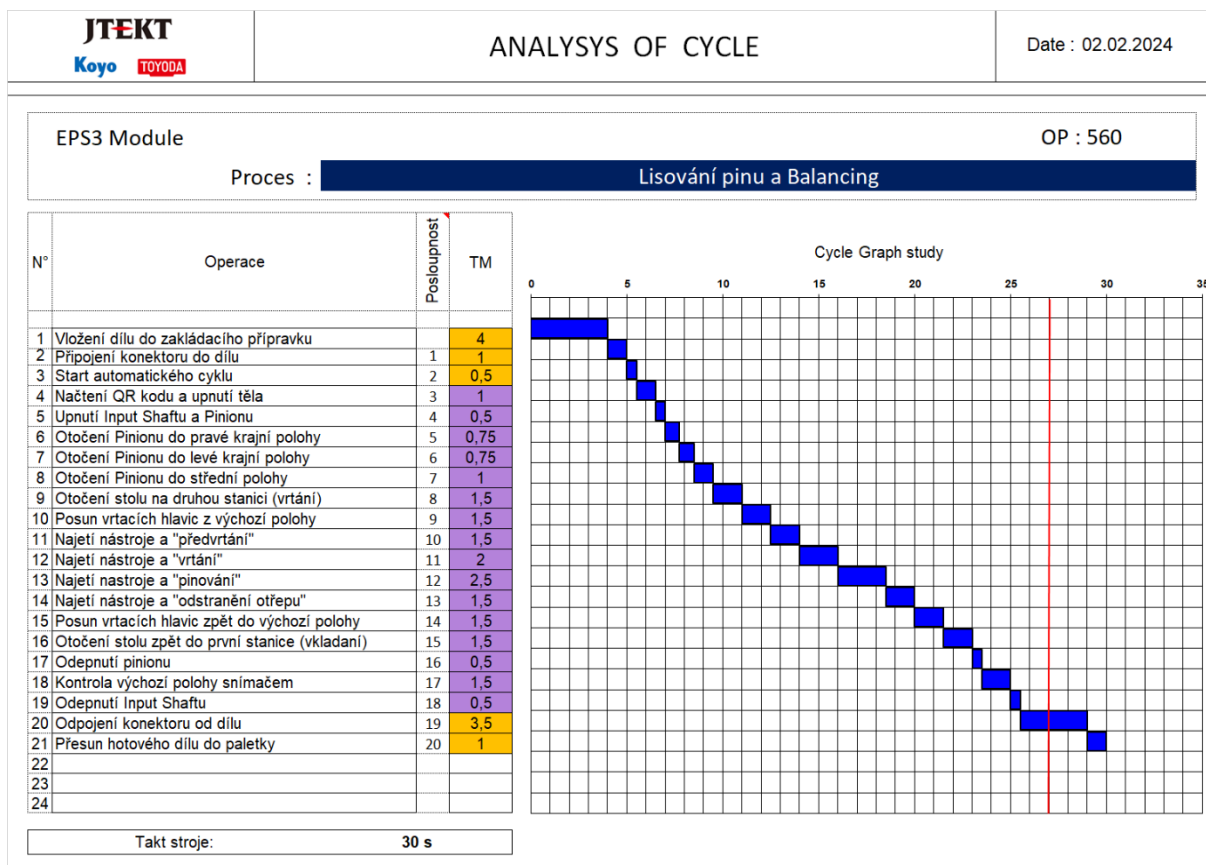 JTEKT
Koyo TOYODA
ANALYSYS OF CYCLE
Date : 02.02.2024
EPS3 Module
OP : 560
Proces :
Lisování pinu a Balancing
N° Operace Posloupnost TM
Cycle Graph study
0 5 10 15 20 25 30 35
1 Vložení dílu do zakládacího přípravku 4
2 Připojení konektoru do dílu 1 1
3 Start automatického cyklu 2 0,5
4 Načtení QR kodu a upnutí těla 3 1
5 Upnutí Input Shaftu a Pinionu 4 0,5
6 Otočení Pinionu do pravé krajní polohy 5 0,75
7 Otočení Pinionu do levé krajní polohy 6 0,75
8 Otočení Pinionu do střední polohy 7 1
9 Otočení stolu na druhou stanici (vrtání) 8 1,5
10 Posun vrtacích hlavic z výchozí polohy 9 1,5
11 Najetí nástroje a "předvrtání" 10 1,5
12 Najetí nástroje a "vrtání" 11 2
13 Najetí nastroje a "pinování" 12 2,5
14 Najetí nástroje a "odstranění otřepu" 13 1,5
15 Posun vrtacích hlavic zpět do výchozí polohy 14 1,5
16 Otočení stolu zpět do první stanice (vkladaní) 15 1,5
17 Odepnutí pinionu 16 0,5
18 Kontrola výchozí polohy snímačem 17 1,5
19 Odepnutí Input Shaftu 18 0,5
20 Odpojení konektoru od dílu 19 3,5
21 Přesun hotového dílu do paletky 20 1
22
23
24
Takt stroje: 30 s